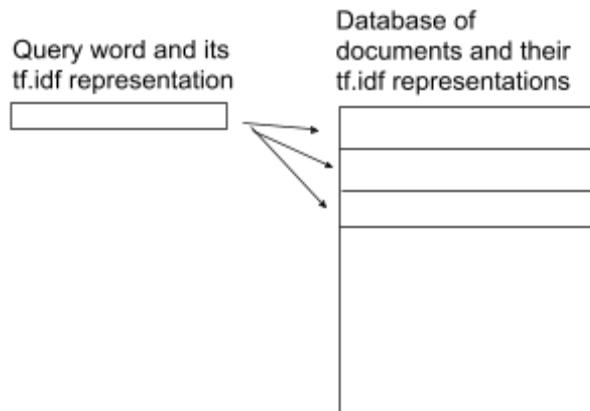 Query word and its
tf.idf representation
Database of
documents and their
tf.idf representations